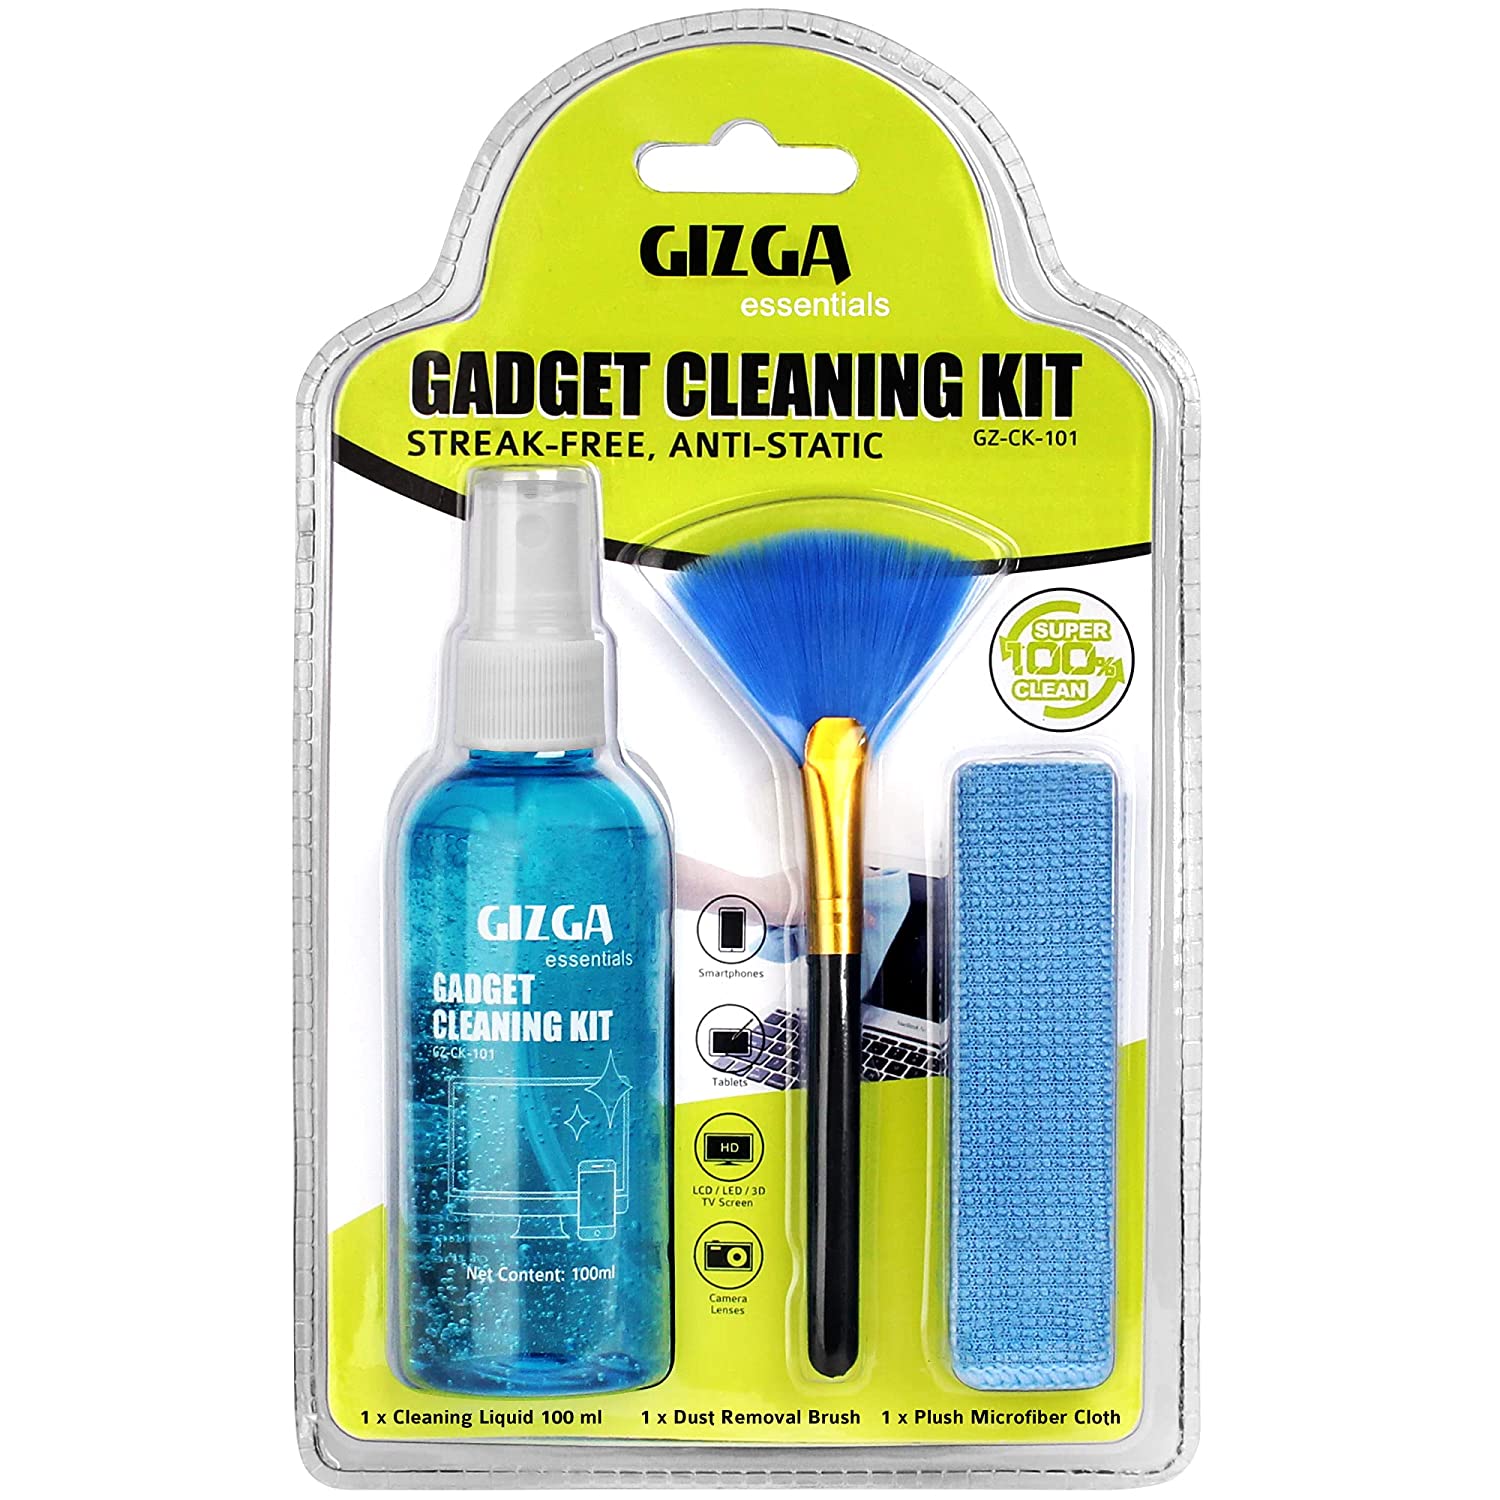 GIZGA
essentials
GADGET CLEANING KIT
STREAK-FREE, ANTI-STATIC
GZ-CK-101
SUPER
100%
CLEAN
GIZGA
essentials
GADGET
CLEANING KIT
GZ-CK-101
Net Content: 100ml
Smartphones
Tablets
HD
LCD / LED / 3D
TV Screen
Camera
Lenses
1 x Cleaning Liquid 100 ml
1 x Dust Removal Brush
1 x Plush Microfiber Cloth